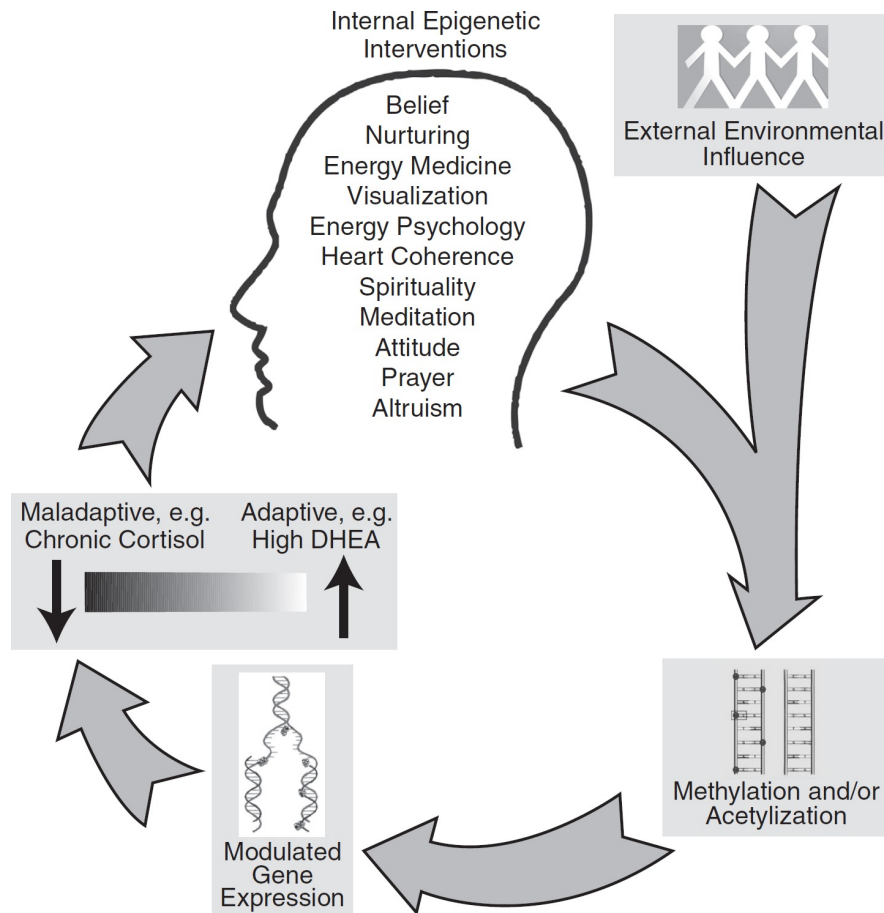 Internal Epigenetic
Interventions
Belief
Nurturing
Energy Medicine
Visualization
Energy Psychology
Heart Coherence
Spirituality
Meditation
Attitude
Prayer
Altruism
External Environmental
Influence
Methylation and/or
Acetylization
Modulated
Gene
Expression
Maladaptive, e.g.
Chronic Cortisol
Adaptive, e.g.
High DHEA